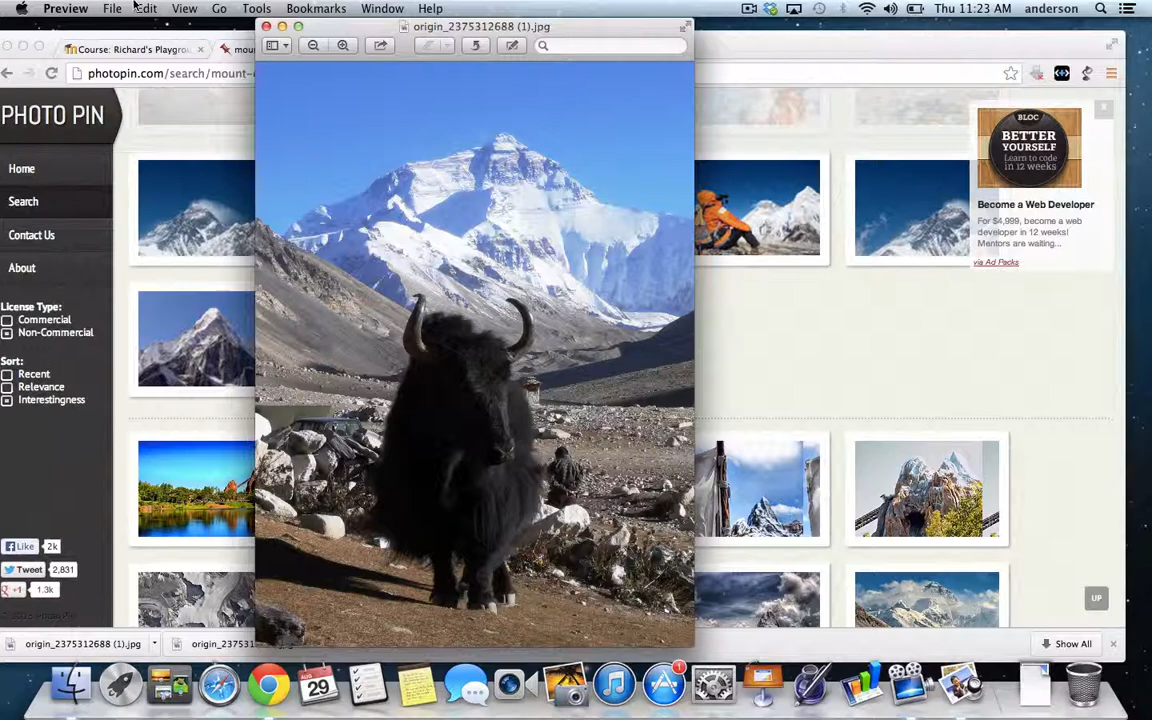 Preview File Edit View Go Tools Bookmarks Window Help Thu 11:23 AM anderson
origin_2375312688 (1).jpg
Course: Richard's Playgrou
photopin.com/search/mount-
PHOTO PIN
Home
Search
Contact Us
About
License Type:
Commercial
Non-Commercial
Sort:
Recent
Relevance
Interestingness
Like 2k
Tweet 2,831
+1 1.3k
BLOC
BETTER
YOURSELF
Learn to code
in 12 weeks
Become a Web Developer
For $4,999, become a web
developer in 12 weeks!
Mentors are waiting...
via Ad Packs
UP
origin_2375312688 (1).jpg
Show All
AUG
29
1